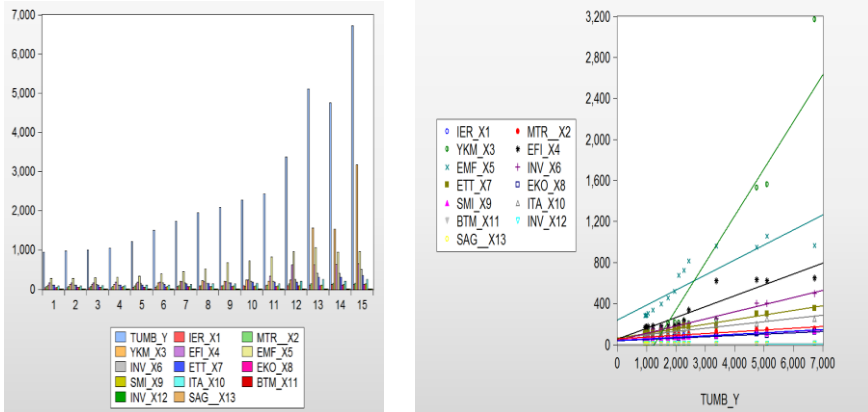 7,000
6,000
5,000
4,000
3,000
2,000
1,000
0
1 2 3 4 5 6 7 8 9 10 11 12 13 14 15
TUMB_Y IER_X1 MTR__X2
YKM_X3 EFI_X4 EMF_X5
INV_X6 ETT_X7 EKO_X8
SMI_X9 ITA_X10 BTM_X11
INV_X12 SAG__X13
3,200
2,800
2,400
2,000
1,600
1,200
800
400
0
IER_X1 MTR__X2
YKM_X3 EFI_X4
EMF_X5 INV_X6
ETT_X7 EKO_X8
SMI_X9 ITA_X10
BTM_X11 INV_X12
SAG__X13
0 1,000 2,000 3,000 4,000 5,000 6,000 7,000
TUMB_Y